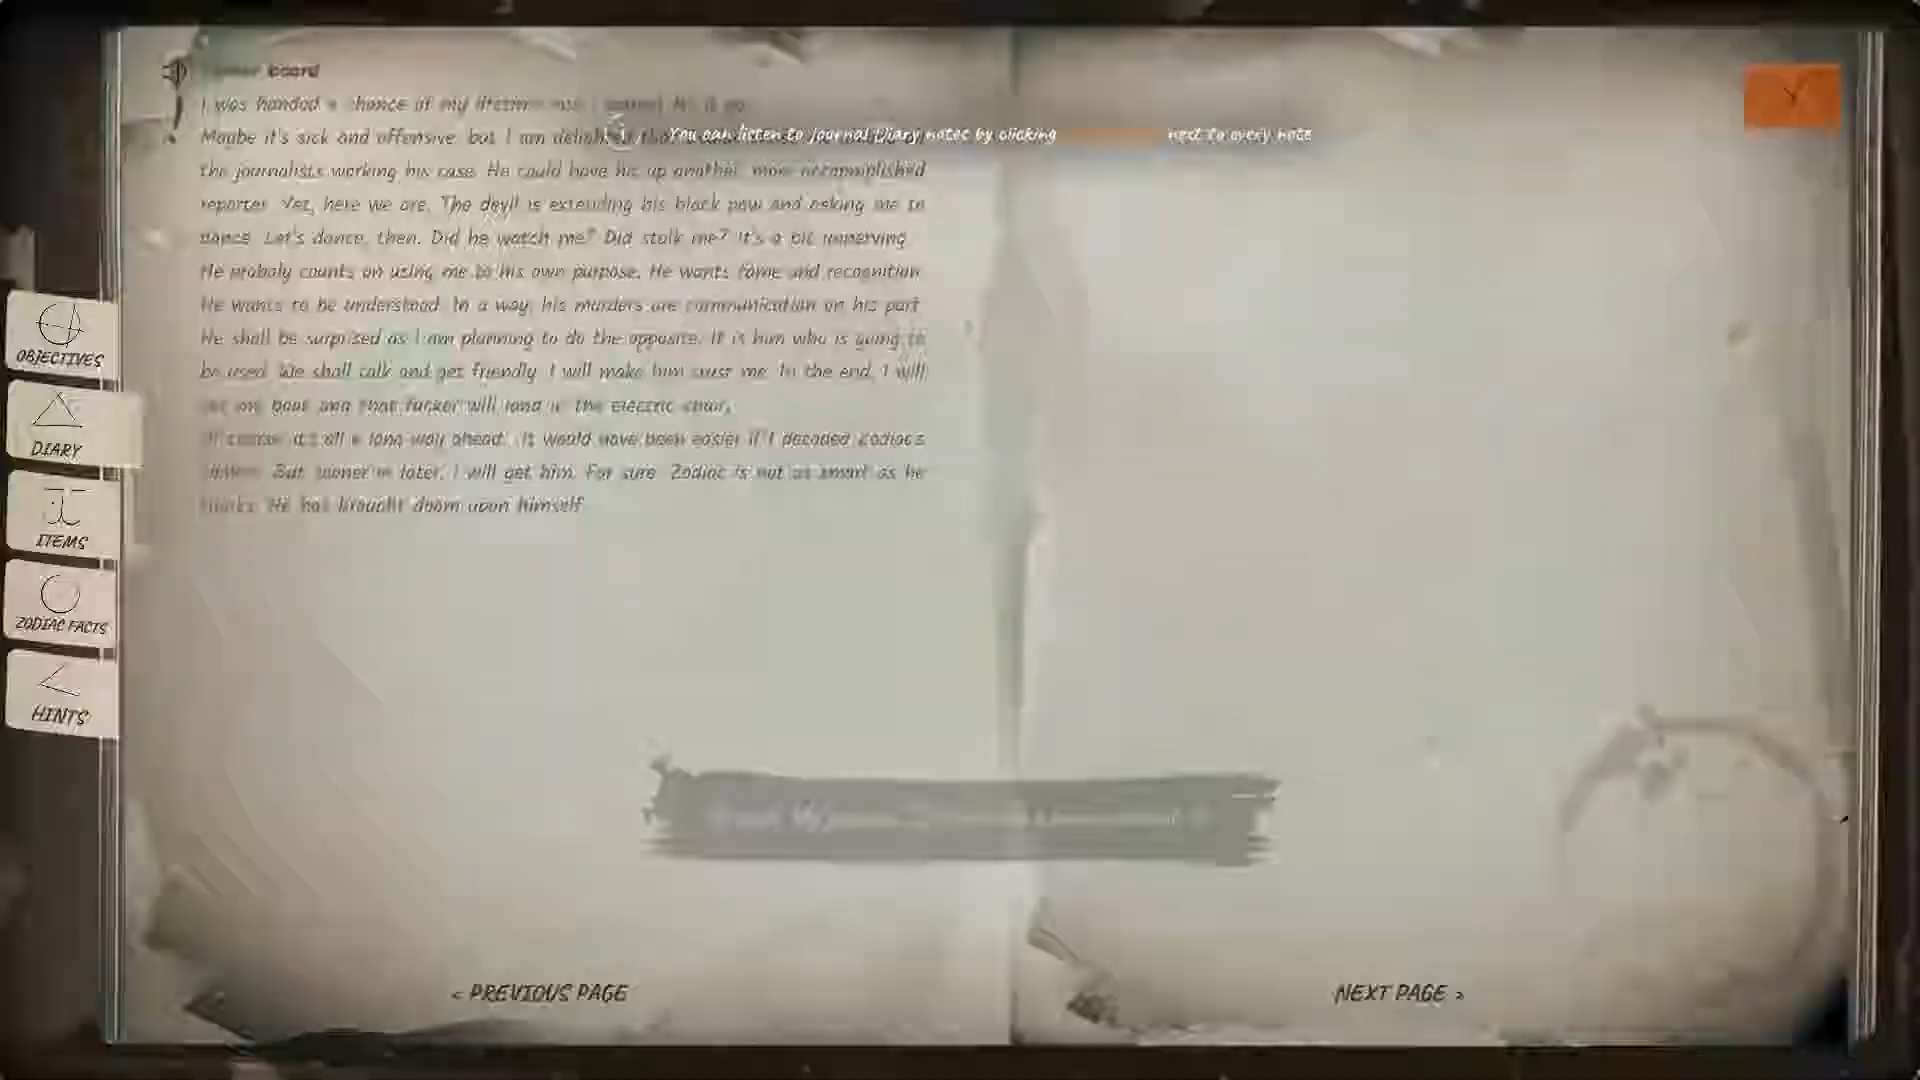 board
I was handed a chance of my lifetime
Maybe it's sick and offensive, but I am
You can listen to Journal Diary notes by clicking next to every note
the journalists working his case. He could have up another, more accomplished
reporter. Yet, here we are. The devil is extending his black paw and asking me to
dance. Let's dance, then. Did he watch me? Did stalk me? It's a bit unnerving.
He probaly counts on using me to his own purpose. He wants fame and recognition.
He wants to be understood. In a way, his murders are communication on his part.
He shall be surprised as I am planning to do the opposite. It is him who is going to
be used. We shall talk and get friendly. I will make him trust me. In the end, I will
and that fucker will land in the electric chair.
it's all a long way ahead. It would have been easier if I decoded Zodiac's
But sooner or later, I will get him. For sure. Zodiac is not as smart as he
thinks. He has brought doom upon himself.
OBJECTIVES
DIARY
ITEMS
ZODIAC FACTS
HINTS
< PREVIOUS PAGE
NEXT PAGE >